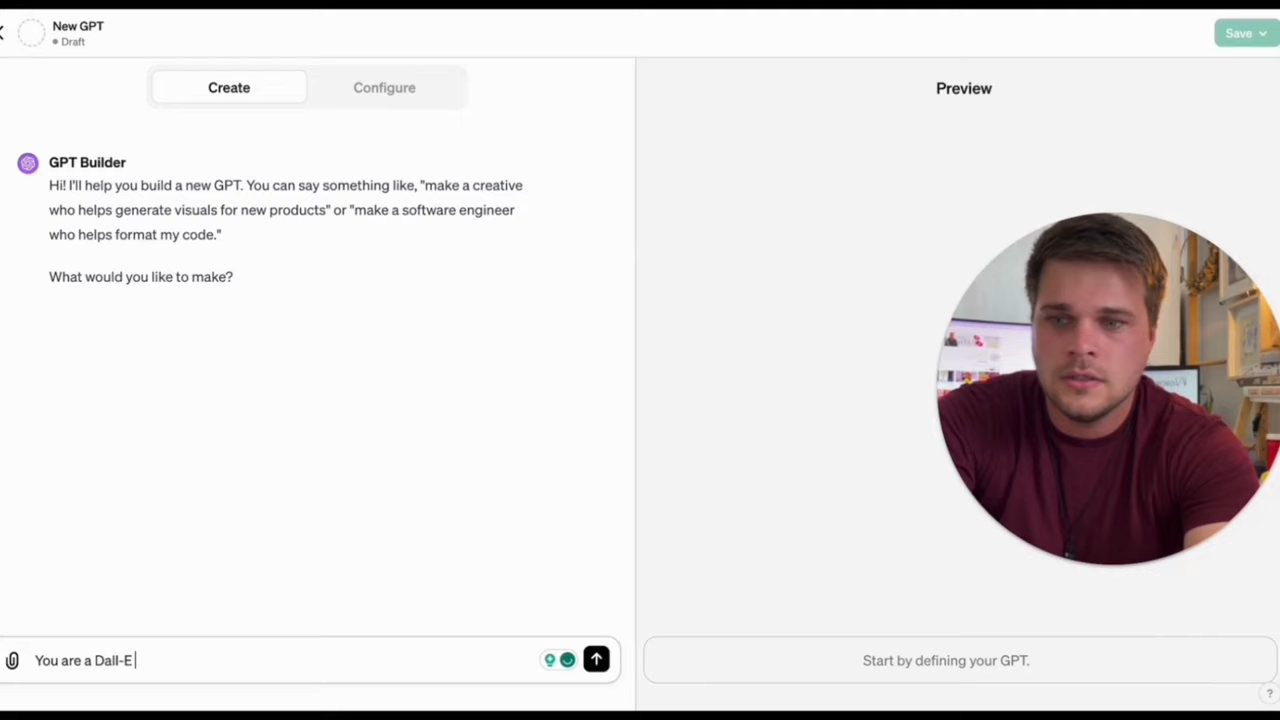 New GPT
Draft
Save
Create
Configure
Preview
GPT Builder
Hi! I'll help you build a new GPT. You can say something like, "make a creative
who helps generate visuals for new products" or "make a software engineer
who helps format my code."
What would you like to make?
You are a Dall-E
Start by defining your GPT.
?